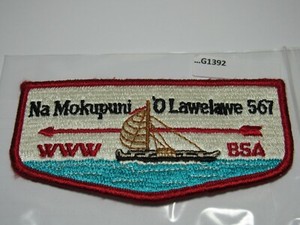 ...G1392
Na Mokupuni O Lawelawe 567
WWW BSA